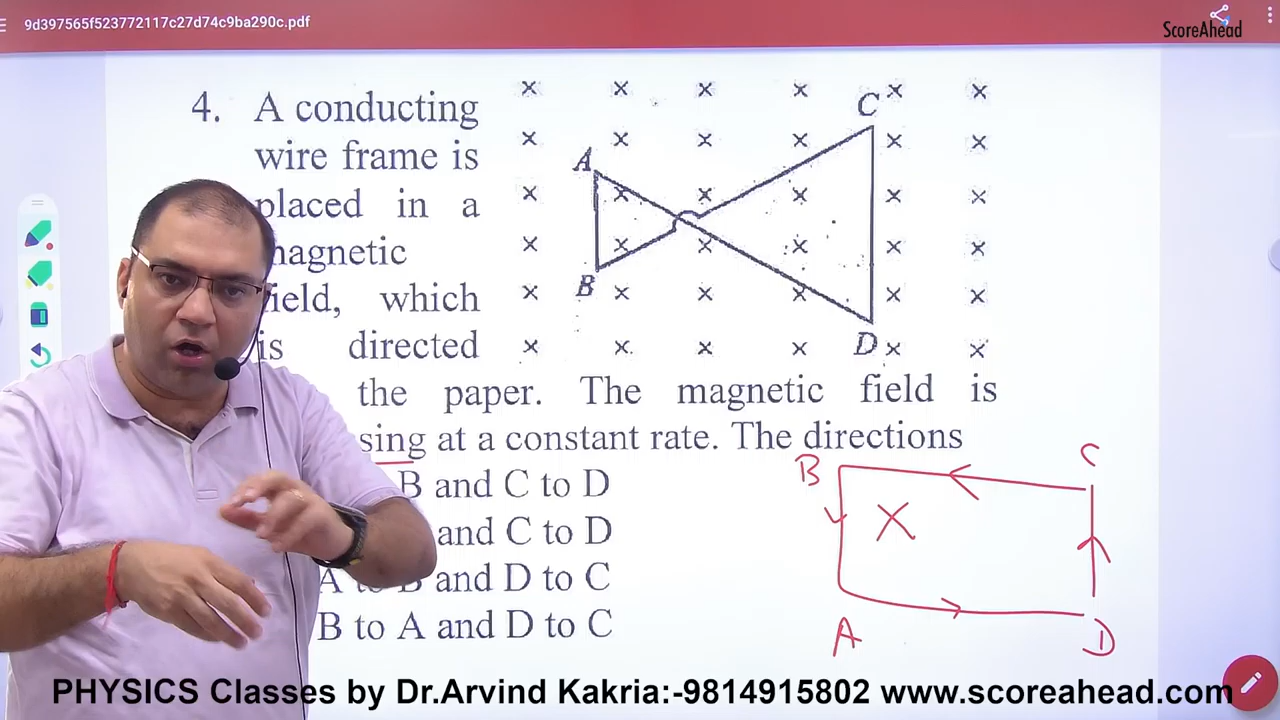 9d397565f523772117c27d74c9ba290c.pdf
ScoreAhead
4. A conducting
wire frame is
placed in a
magnetic
field, which
is directed
the paper. The magnetic field is
sing at a constant rate. The directions
B and C to D
and C to D
A to B and D to C
B to A and D to C
A
B
C
D
x x x x x x
x x x x x x
x x x x x x
x x x x x x
x x x x x x
x x x x x x
B C
X
A D
PHYSICS Classes by Dr.Arvind Kakria:-9814915802 www.scoreahead.com